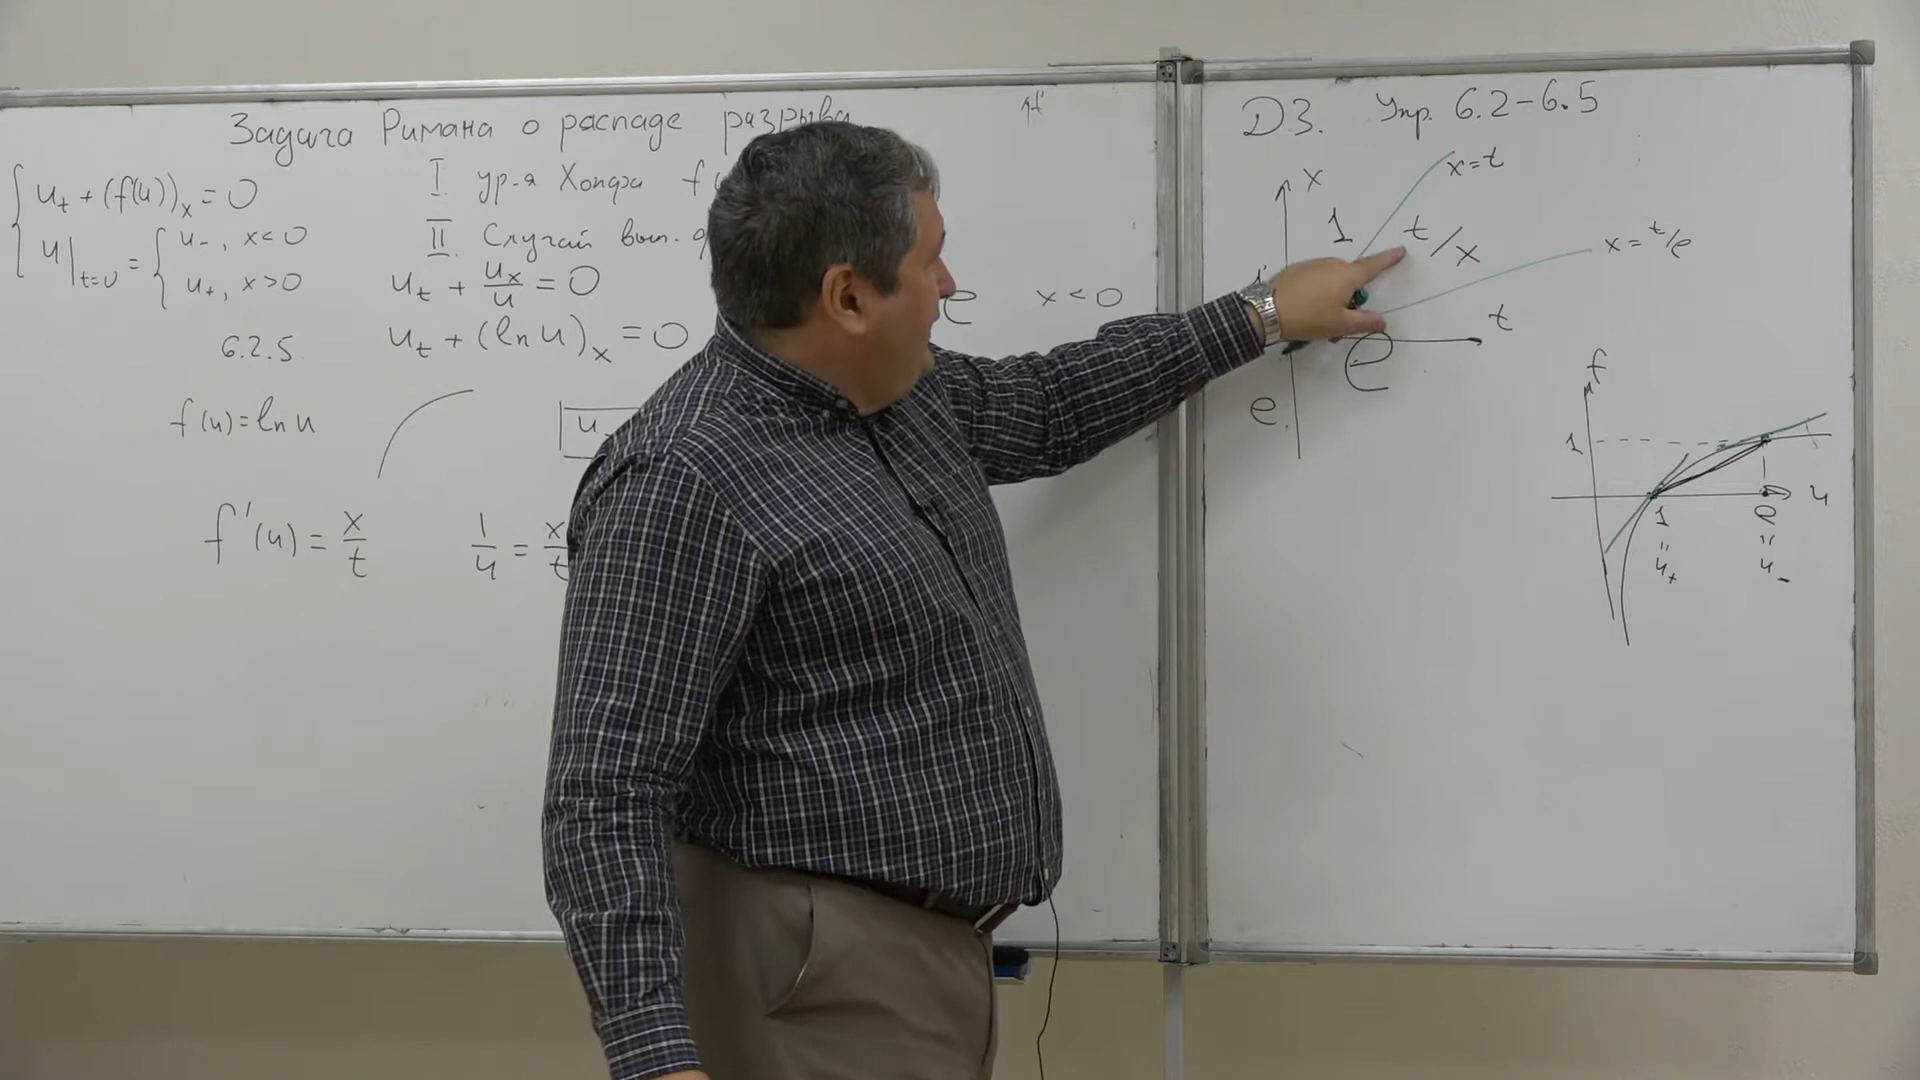 Задача Римана о распаде разрыва
u_t + (f(u))_x = 0
u|_{t=0} = { u_-, x<0
u_+, x>0
6.2.5
f(u) = ln u
f'(u) = x/t
I. ур-я Хопфа f
II. Случай вып.
u_t + u_x/u = 0
u_t + (ln u)_x = 0
u
1/u = x/t
e x<0
ДЗ. Упр. 6.2-6.5
x
x=t
1
t/x
x = t/e
t
e
e
f
1
u
1
e
"
"
u_+
u_-